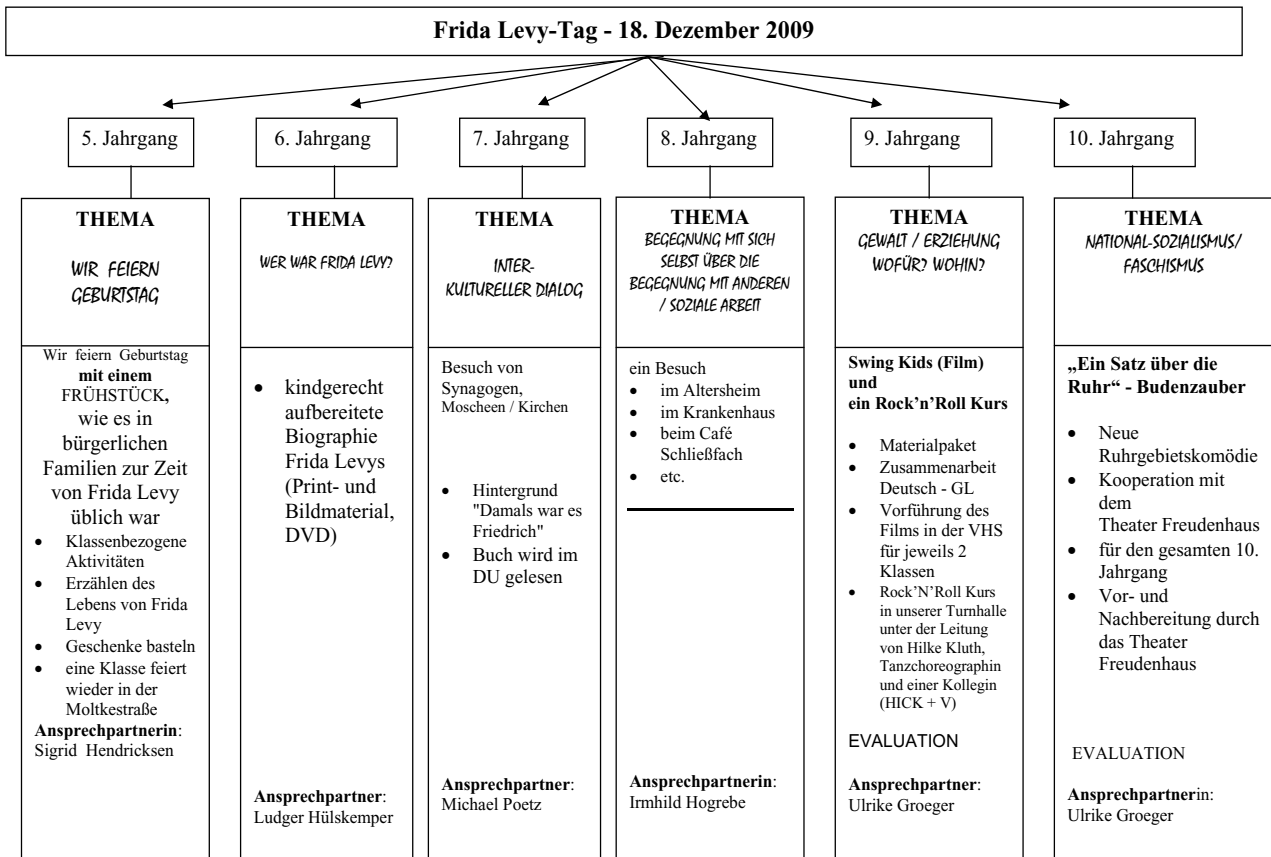 Frida Levy-Tag - 18. Dezember 2009
5. Jahrgang
6. Jahrgang
7. Jahrgang
8. Jahrgang
9. Jahrgang
10. Jahrgang
THEMA
WIR FEIERN
GEBURTSTAG
Wir feiern Geburtstag
mit einem
FRÜHSTÜCK,
wie es in
bürgerlichen
Familien zur Zeit
von Frida Levy
üblich war
• Klassenbezogene
Aktivitäten
• Erzählen des
Lebens von Frida
Levy
• Geschenke basteln
• eine Klasse feiert
wieder in der
Moltkestraße
Ansprechpartnerin:
Sigrid Hendricksen
THEMA
WER WAR FRIDA LEVY?
• kindgerecht
aufbereitete
Biographie
Frida Levys
(Print- und
Bildmaterial,
DVD)
Ansprechpartner:
Ludger Hülskemper
THEMA
INTER-
KULTURELLER DIALOG
Besuch von
Synagogen,
Moscheen / Kirchen
• Hintergrund
"Damals war es
Friedrich"
• Buch wird im
DU gelesen
Ansprechpartner:
Michael Poetz
THEMA
BEGEGNUNG MIT SICH
SELBST ÜBER DIE
BEGEGNUNG MIT ANDEREN
/ SOZIALE ARBEIT
ein Besuch
• im Altersheim
• im Krankenhaus
• beim Café
Schließfach
• etc.
Ansprechpartnerin:
Irmhild Hogrebe
THEMA
GEWALT / ERZIEHUNG
WOFÜR? WOHIN?
Swing Kids (Film)
und
ein Rock’n’Roll Kurs
• Materialpaket
• Zusammenarbeit
Deutsch - GL
• Vorführung des
Films in der VHS
für jeweils 2
Klassen
• Rock’N’Roll Kurs
in unserer Turnhalle
unter der Leitung
von Hilke Kluth,
Tanzchoreographin
und einer Kollegin
(HICK + V)
EVALUATION
Ansprechpartner:
Ulrike Groeger
THEMA
NATIONAL-SOZIALISMUS/
FASCHISMUS
„Ein Satz über die
Ruhr“ - Budenzauber
• Neue
Ruhrgebietskomödie
• Kooperation mit
dem
Theater Freudenhaus
• für den gesamten 10.
Jahrgang
• Vor- und
Nachbereitung durch
das Theater
Freudenhaus
EVALUATION
Ansprechpartnerin:
Ulrike Groeger